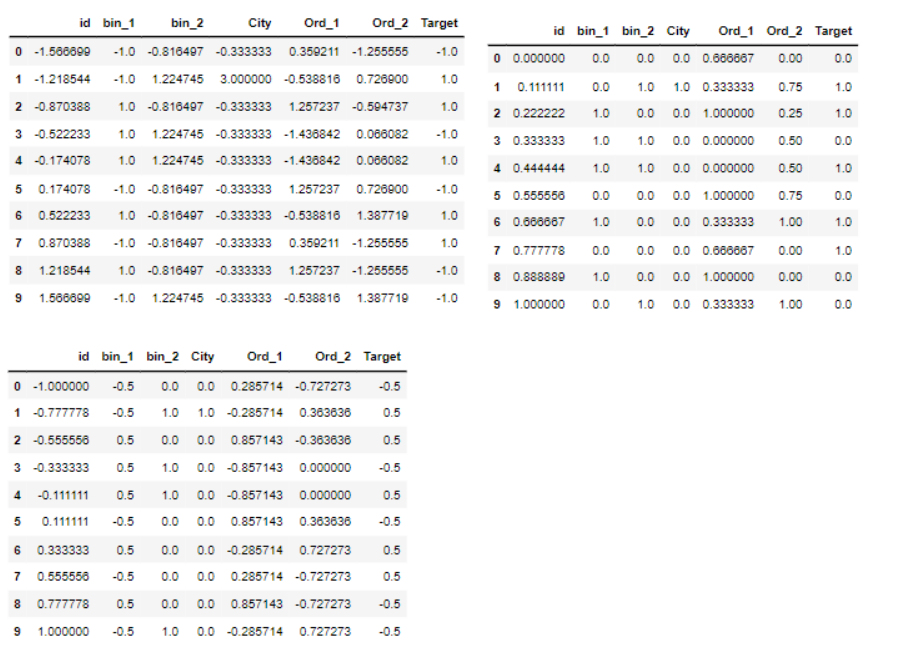 id bin_1 bin_2 City Ord_1 Ord_2 Target
0 -1.566699 -1.0 -0.816497 -0.333333 0.359211 -1.255555 -1.0
1 -1.218544 -1.0 1.224745 3.000000 -0.538816 0.726900 1.0
2 -0.870388 1.0 -0.816497 -0.333333 1.257237 -0.594737 1.0
3 -0.522233 1.0 1.224745 -0.333333 -1.436842 0.066082 -1.0
4 -0.174078 1.0 1.224745 -0.333333 -1.436842 0.066082 1.0
5 0.174078 -1.0 -0.816497 -0.333333 1.257237 0.726900 -1.0
6 0.522233 1.0 -0.816497 -0.333333 -0.538816 1.387719 1.0
7 0.870388 -1.0 -0.816497 -0.333333 0.359211 -1.255555 1.0
8 1.218544 1.0 -0.816497 -0.333333 1.257237 -1.255555 -1.0
9 1.566699 -1.0 1.224745 -0.333333 -0.538816 1.387719 -1.0
id bin_1 bin_2 City Ord_1 Ord_2 Target
0 0.000000 0.0 0.0 0.0 0.666667 0.00 0.0
1 0.111111 0.0 1.0 1.0 0.333333 0.75 1.0
2 0.222222 1.0 0.0 0.0 1.000000 0.25 1.0
3 0.333333 1.0 1.0 0.0 0.000000 0.50 0.0
4 0.444444 1.0 1.0 0.0 0.000000 0.50 1.0
5 0.555556 0.0 0.0 0.0 1.000000 0.75 0.0
6 0.666667 1.0 0.0 0.0 0.333333 1.00 1.0
7 0.777778 0.0 0.0 0.0 0.666667 0.00 1.0
8 0.888889 1.0 0.0 0.0 1.000000 0.00 0.0
9 1.000000 0.0 1.0 0.0 0.333333 1.00 0.0
id bin_1 bin_2 City Ord_1 Ord_2 Target
0 -1.000000 -0.5 0.0 0.0 0.285714 -0.727273 -0.5
1 -0.777778 -0.5 1.0 1.0 -0.285714 0.363636 0.5
2 -0.555556 0.5 0.0 0.0 0.857143 -0.363636 0.5
3 -0.333333 0.5 1.0 0.0 -0.857143 0.000000 -0.5
4 -0.111111 0.5 1.0 0.0 -0.857143 0.000000 0.5
5 0.111111 -0.5 0.0 0.0 0.857143 0.363636 -0.5
6 0.333333 0.5 0.0 0.0 -0.285714 0.727273 0.5
7 0.555556 -0.5 0.0 0.0 0.285714 -0.727273 0.5
8 0.777778 0.5 0.0 0.0 0.857143 -0.727273 -0.5
9 1.000000 -0.5 1.0 0.0 -0.285714 0.727273 -0.5